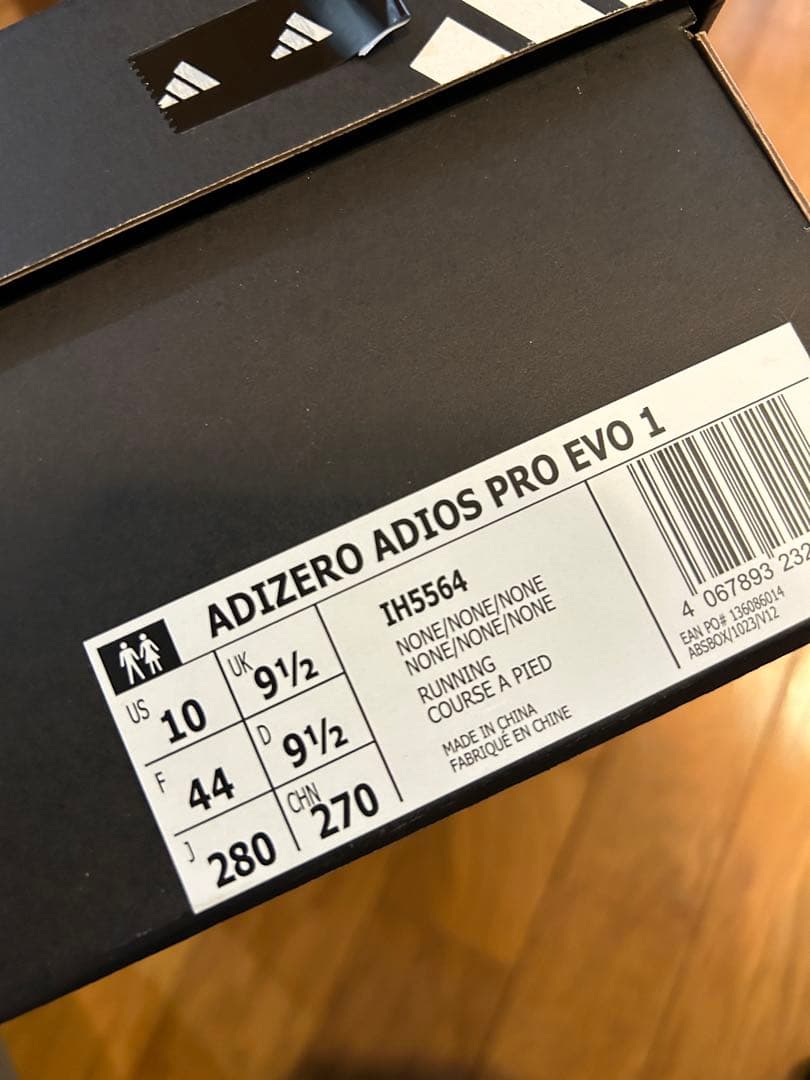 ADIZERO ADIOS PRO EVO 1
US 10
UK 9½
F 44
D 9½
J 280
CHN 270
IH5564
NONE/NONE/NONE
NONE/NONE/NONE
RUNNING
COURSE A PIED
MADE IN CHINA
FABRIQUÉ EN CHINE
4 067893 232
EAN PO# 136086014
ABSBOX/1023/V12